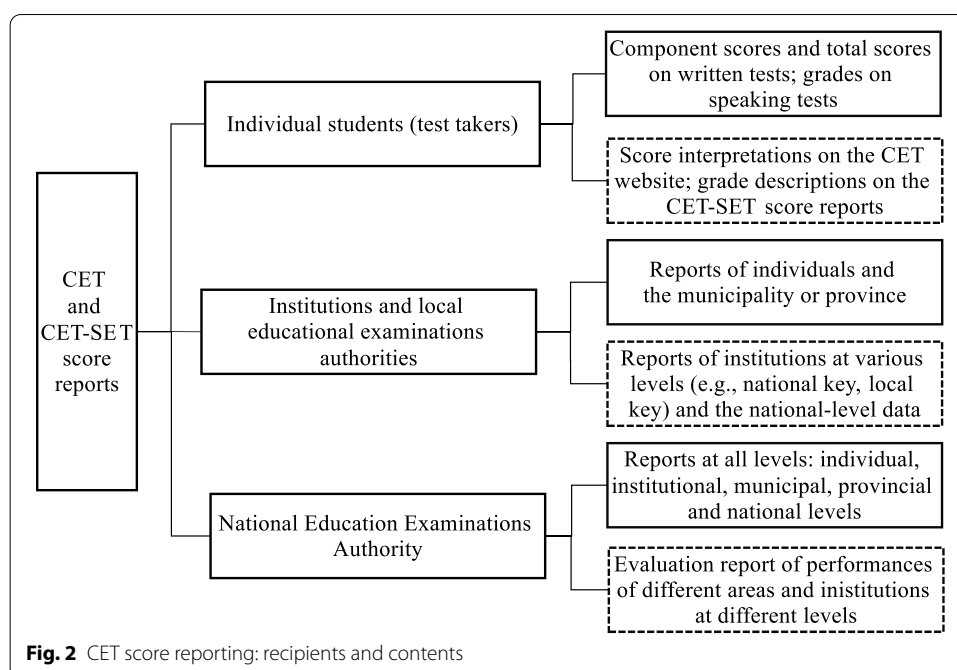 CET
and
CET-SET
score
reports
Individual students (test takers)
Component scores and total scores
on written tests; grades on
speaking tests
Score interpretations on the CET
website; grade descriptions on the
CET-SET score reports
Institutions and local
educational examinations
authorities
Reports of individuals and
the municipality or province
Reports of institutions at various
levels (e.g., national key, local
key) and the national-level data
National Education Examinations
Authority
Reports at all levels: individual,
institutional, municipal, provincial
and national levels
Evaluation report of performances
of different areas and inistitutions
at different levels
Fig. 2 CET score reporting: recipients and contents